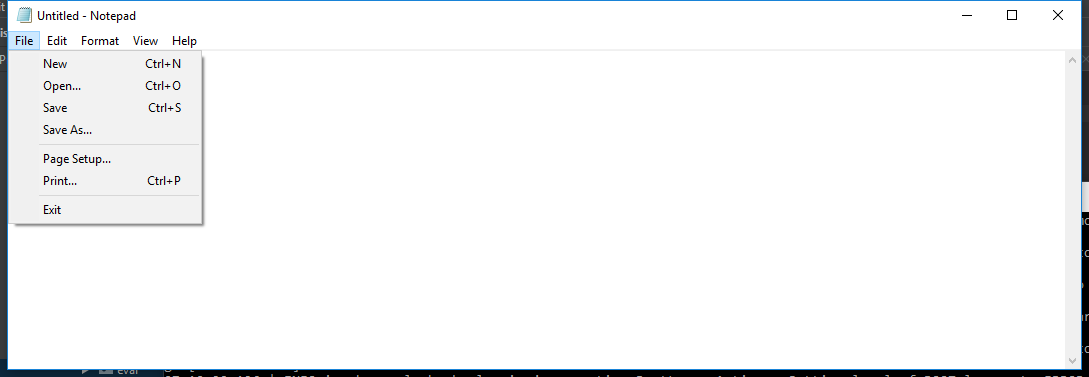 Untitled - Notepad
File Edit Format View Help
New Ctrl+N
Open... Ctrl+O
Save Ctrl+S
Save As...
Page Setup...
Print... Ctrl+P
Exit
eval